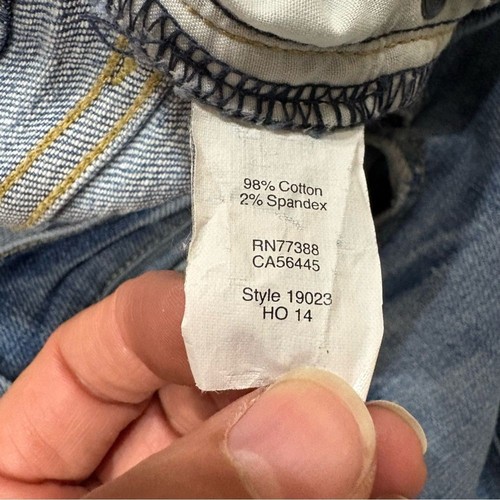 98% Cotton
2% Spandex
RN77388
CA56445
Style 19023
HO 14